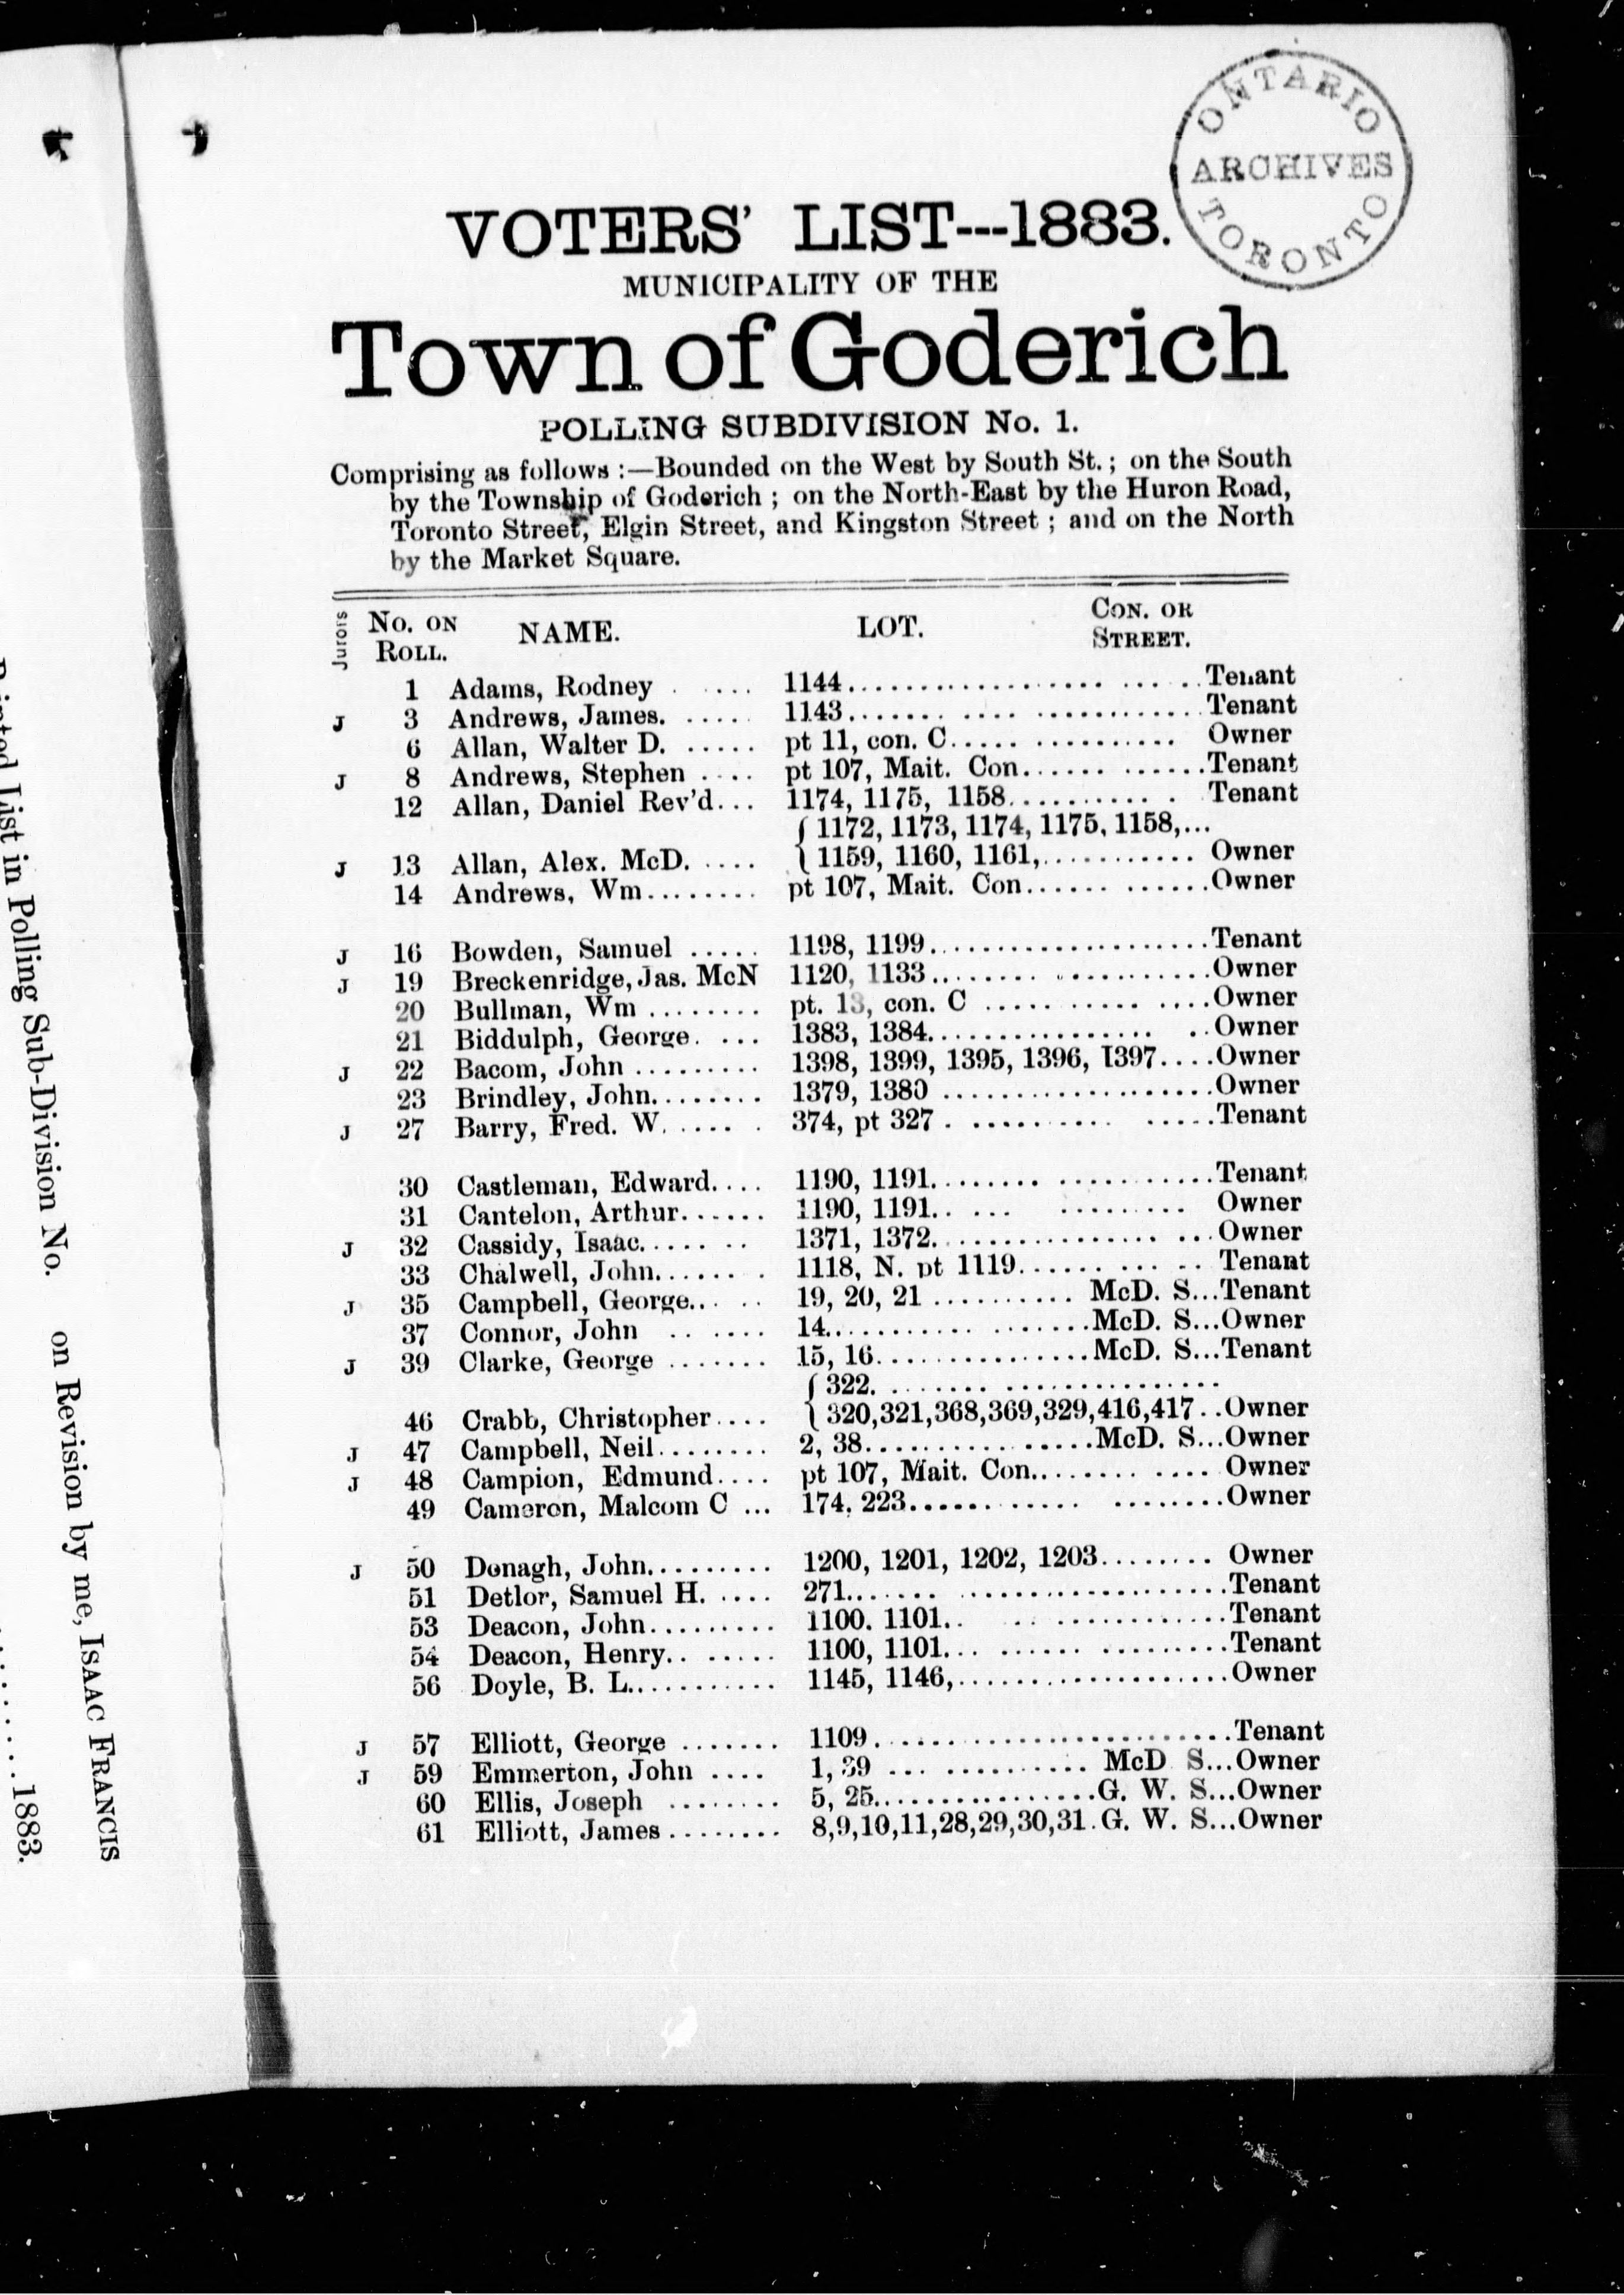 ONTARIO
ARCHIVES
TORONTO
VOTERS' LIST---1883.
MUNICIPALITY OF THE
Town of Goderich
POLLING SUBDIVISION No. 1.
Comprising as follows :—Bounded on the West by South St. ; on the South
by the Township of Goderich ; on the North-East by the Huron Road,
Toronto Street, Elgin Street, and Kingston Street ; and on the North
by the Market Square.
Jurors No. ON ROLL. NAME. LOT. CON. OR STREET.
1 Adams, Rodney ..... 1144.................... Tenant
J 3 Andrews, James. ..... 1143.................... Tenant
6 Allan, Walter D. ..... pt 11, con. C............... Owner
J 8 Andrews, Stephen .... pt 107, Mait. Con............Tenant
12 Allan, Daniel Rev'd... 1174, 1175, 1158........... Tenant
{ 1172, 1173, 1174, 1175, 1158,...
J 13 Allan, Alex. McD. .... { 1159, 1160, 1161,........... Owner
14 Andrews, Wm........ pt 107, Mait. Con............Owner
J 16 Bowden, Samuel ..... 1198, 1199....................Tenant
J 19 Breckenridge, Jas. McN 1120, 1133..................Owner
20 Bullman, Wm ........ pt. 13, con. C ...............Owner
21 Biddulph, George. ... 1383, 1384.................. Owner
J 22 Bacom, John ......... 1398, 1399, 1395, 1396, 1397....Owner
23 Brindley, John........ 1379, 1380 ....................Owner
J 27 Barry, Fred. W...... 374, pt 327 ................Tenant
30 Castleman, Edward.... 1190, 1191...................Tenant
31 Cantelon, Arthur...... 1190, 1191............... Owner
J 32 Cassidy, Isaac....... 1371, 1372...................Owner
33 Chalwell, John........ 1118, N. pt 1119........... Tenant
J 35 Campbell, George.... 19, 20, 21 .......... McD. S...Tenant
37 Connor, John ...... 14.................McD. S...Owner
J 39 Clarke, George ....... 15, 16................McD. S...Tenant
{ 322. ........................
46 Crabb, Christopher.... { 320,321,368,369,329,416,417..Owner
J 47 Campbell, Neil........ 2, 38................McD. S...Owner
J 48 Campion, Edmund.... pt 107, Mait. Con............ Owner
49 Cameron, Malcom C ... 174, 223....................Owner
J 50 Donagh, John......... 1200, 1201, 1202, 1203........ Owner
51 Detlor, Samuel H. .... 271..........................Tenant
53 Deacon, John......... 1100. 1101................Tenant
54 Deacon, Henry....... 1100, 1101...................Tenant
56 Doyle, B. L........... 1145, 1146,.....................Owner
J 57 Elliott, George ....... 1109..........................Tenant
J 59 Emmerton, John .... 1, 39 ............. McD S...Owner
60 Ellis, Joseph ........ 5, 25.................G. W. S...Owner
61 Elliott, James........ 8,9,10,11,28,29,30,31.G. W. S...Owner
List in Polling Sub-Division No. on Revision by me, ISAAC FRANCIS
........1883.